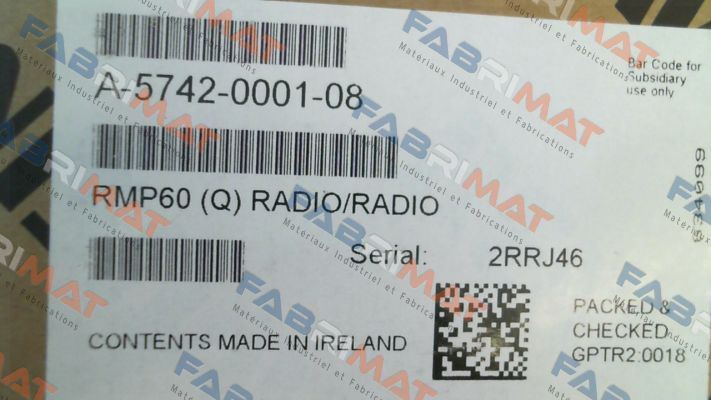 A-5742-0001-08
Bar Code for
Subsidiary
use only
RMP60 (Q) RADIO/RADIO
Serial: 2RRJ46
PACKED &
CHECKED
GPTR2:0018
CONTENTS MADE IN IRELAND
FABRIMAT
Matériaux Industriel et Fabrications